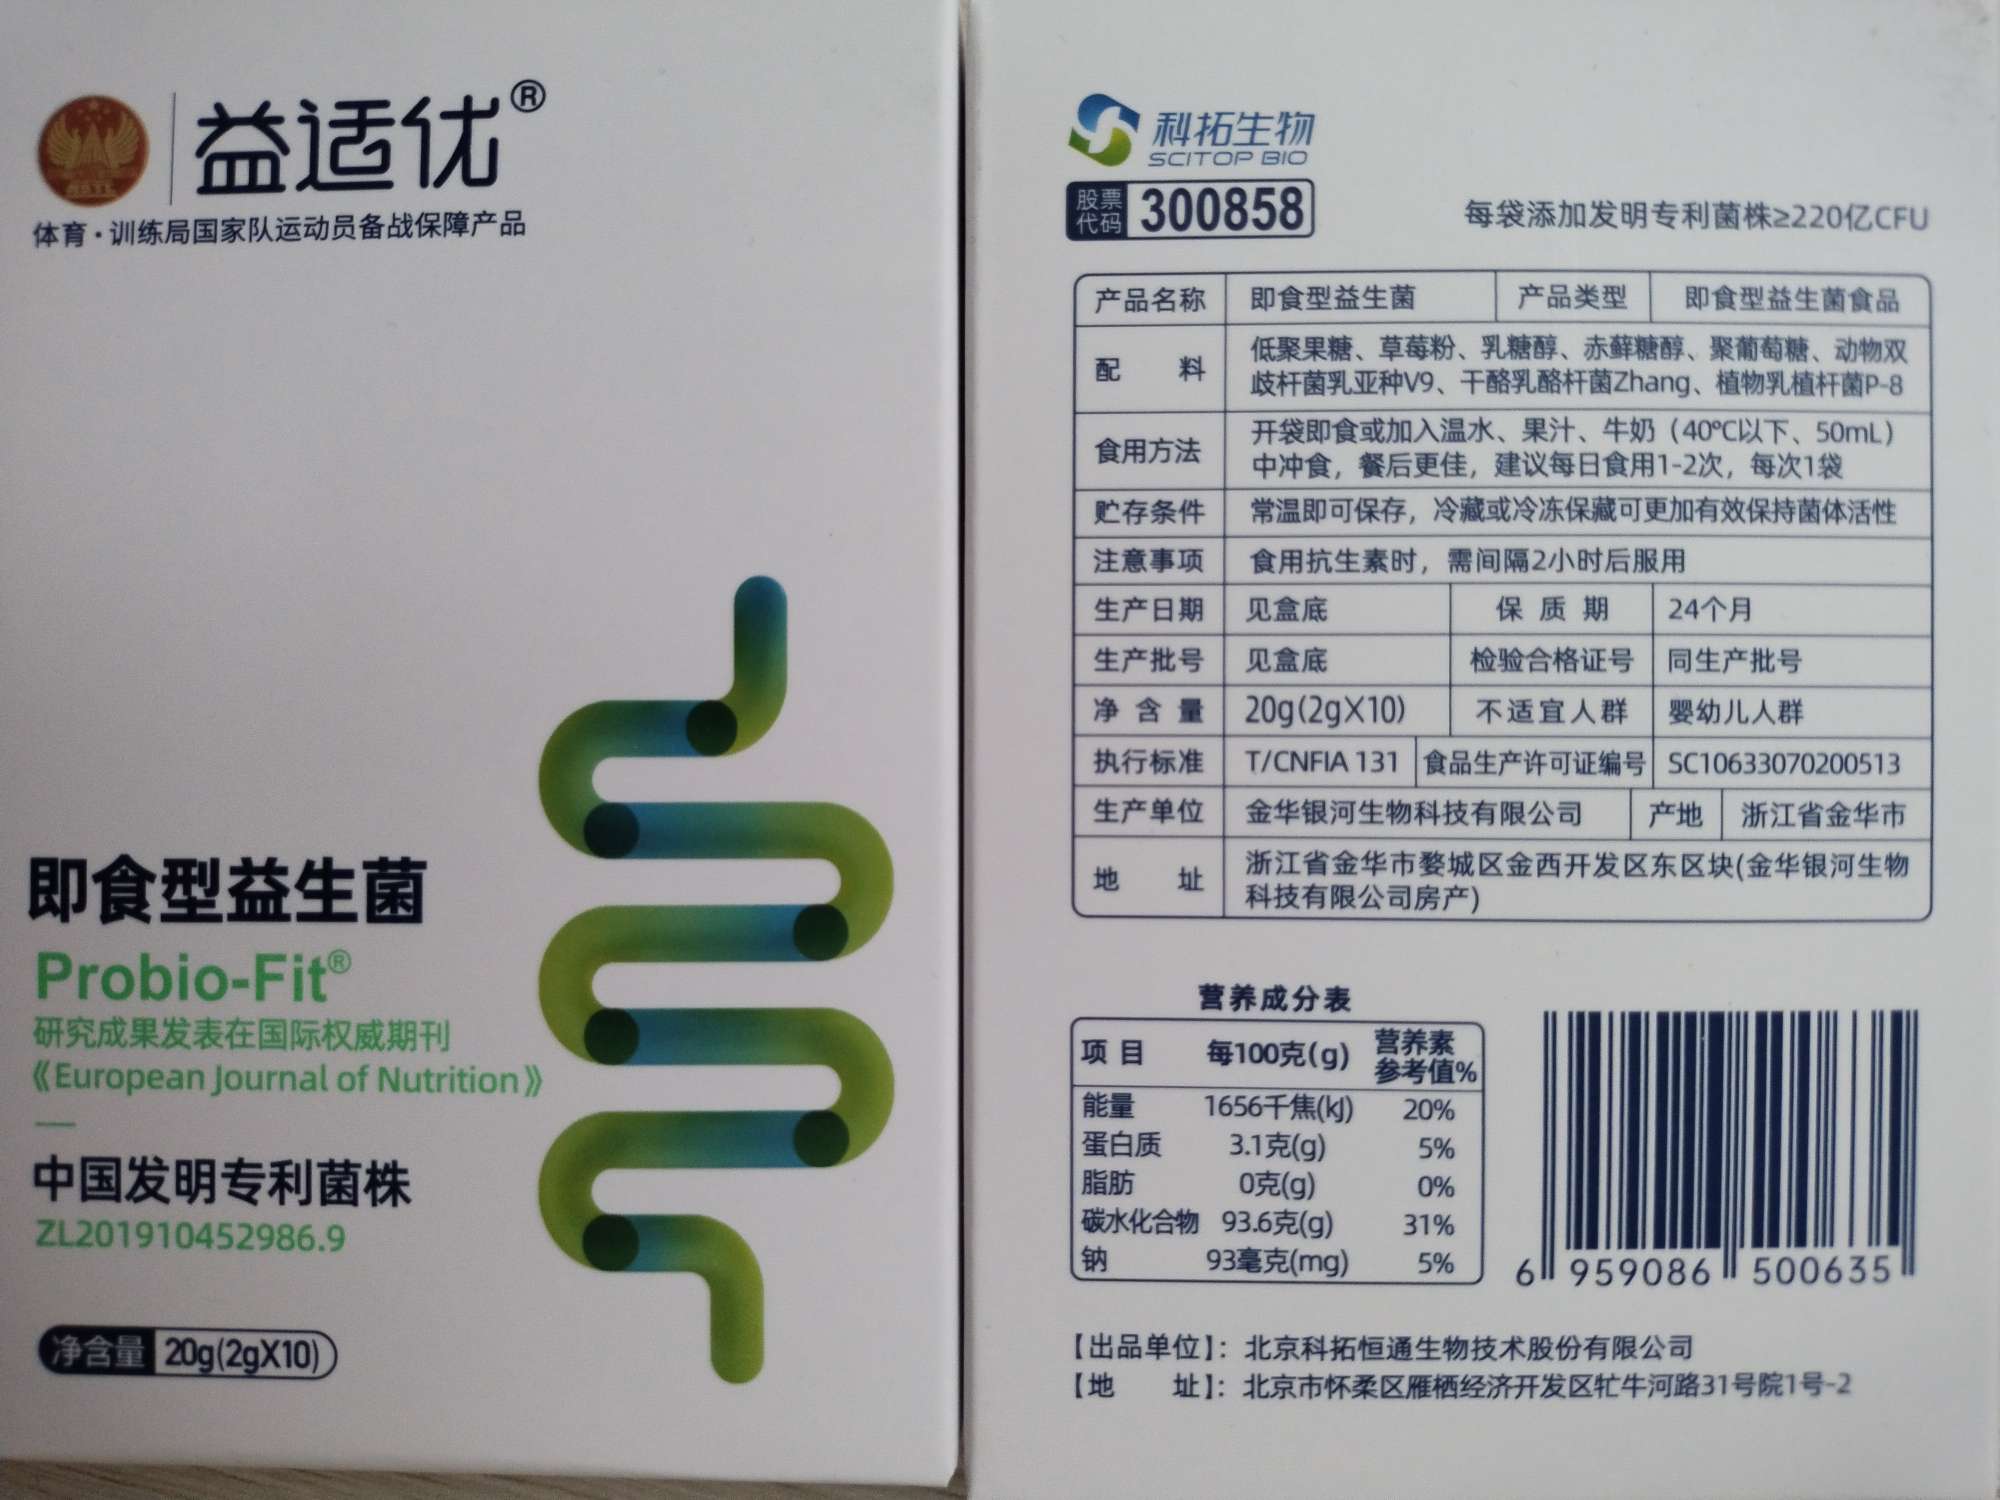 益适优®
体育·训练局国家队运动员备战保障产品
即食型益生菌
Probio-Fit®
研究成果发表在国际权威期刊
《European Journal of Nutrition》
中国发明专利菌株
ZL201910452986.9
净含量 20g(2gX10)
科拓生物
SCITOP BIO
股票代码 300858
每袋添加发明专利菌株≥220亿CFU
产品名称 即食型益生菌 产品类型 即食型益生菌食品
配 料 低聚果糖、草莓粉、乳糖醇、赤藓糖醇、聚葡萄糖、动物双
歧杆菌乳亚种V9、干酪乳酪杆菌Zhang、植物乳植杆菌P-8
食用方法 开袋即食或加入温水、果汁、牛奶（40℃以下、50mL）
中冲食，餐后更佳，建议每日食用1-2次，每次1袋
贮存条件 常温即可保存，冷藏或冷冻保藏可更加有效保持菌体活性
注意事项 食用抗生素时，需间隔2小时后服用
生产日期 见盒底 保 质 期 24个月
生产批号 见盒底 检验合格证号 同生产批号
净 含 量 20g(2gX10) 不适宜人群 婴幼儿人群
执行标准 T/CNFIA 131 食品生产许可证编号 SC10633070200513
生产单位 金华银河生物科技有限公司 产地 浙江省金华市
地 址 浙江省金华市婺城区金西开发区东区块(金华银河生物
科技有限公司房产)
营养成分表
项 目 每100克(g) 营养素参考值%
能量 1656千焦(kJ) 20%
蛋白质 3.1克(g) 5%
脂肪 0克(g) 0%
碳水化合物 93.6克(g) 31%
钠 93毫克(mg) 5%
6 959086 500635
【出品单位】：北京科拓恒通生物技术股份有限公司
【地 址】：北京市怀柔区雁栖经济开发区牤牛河路31号院1号-2